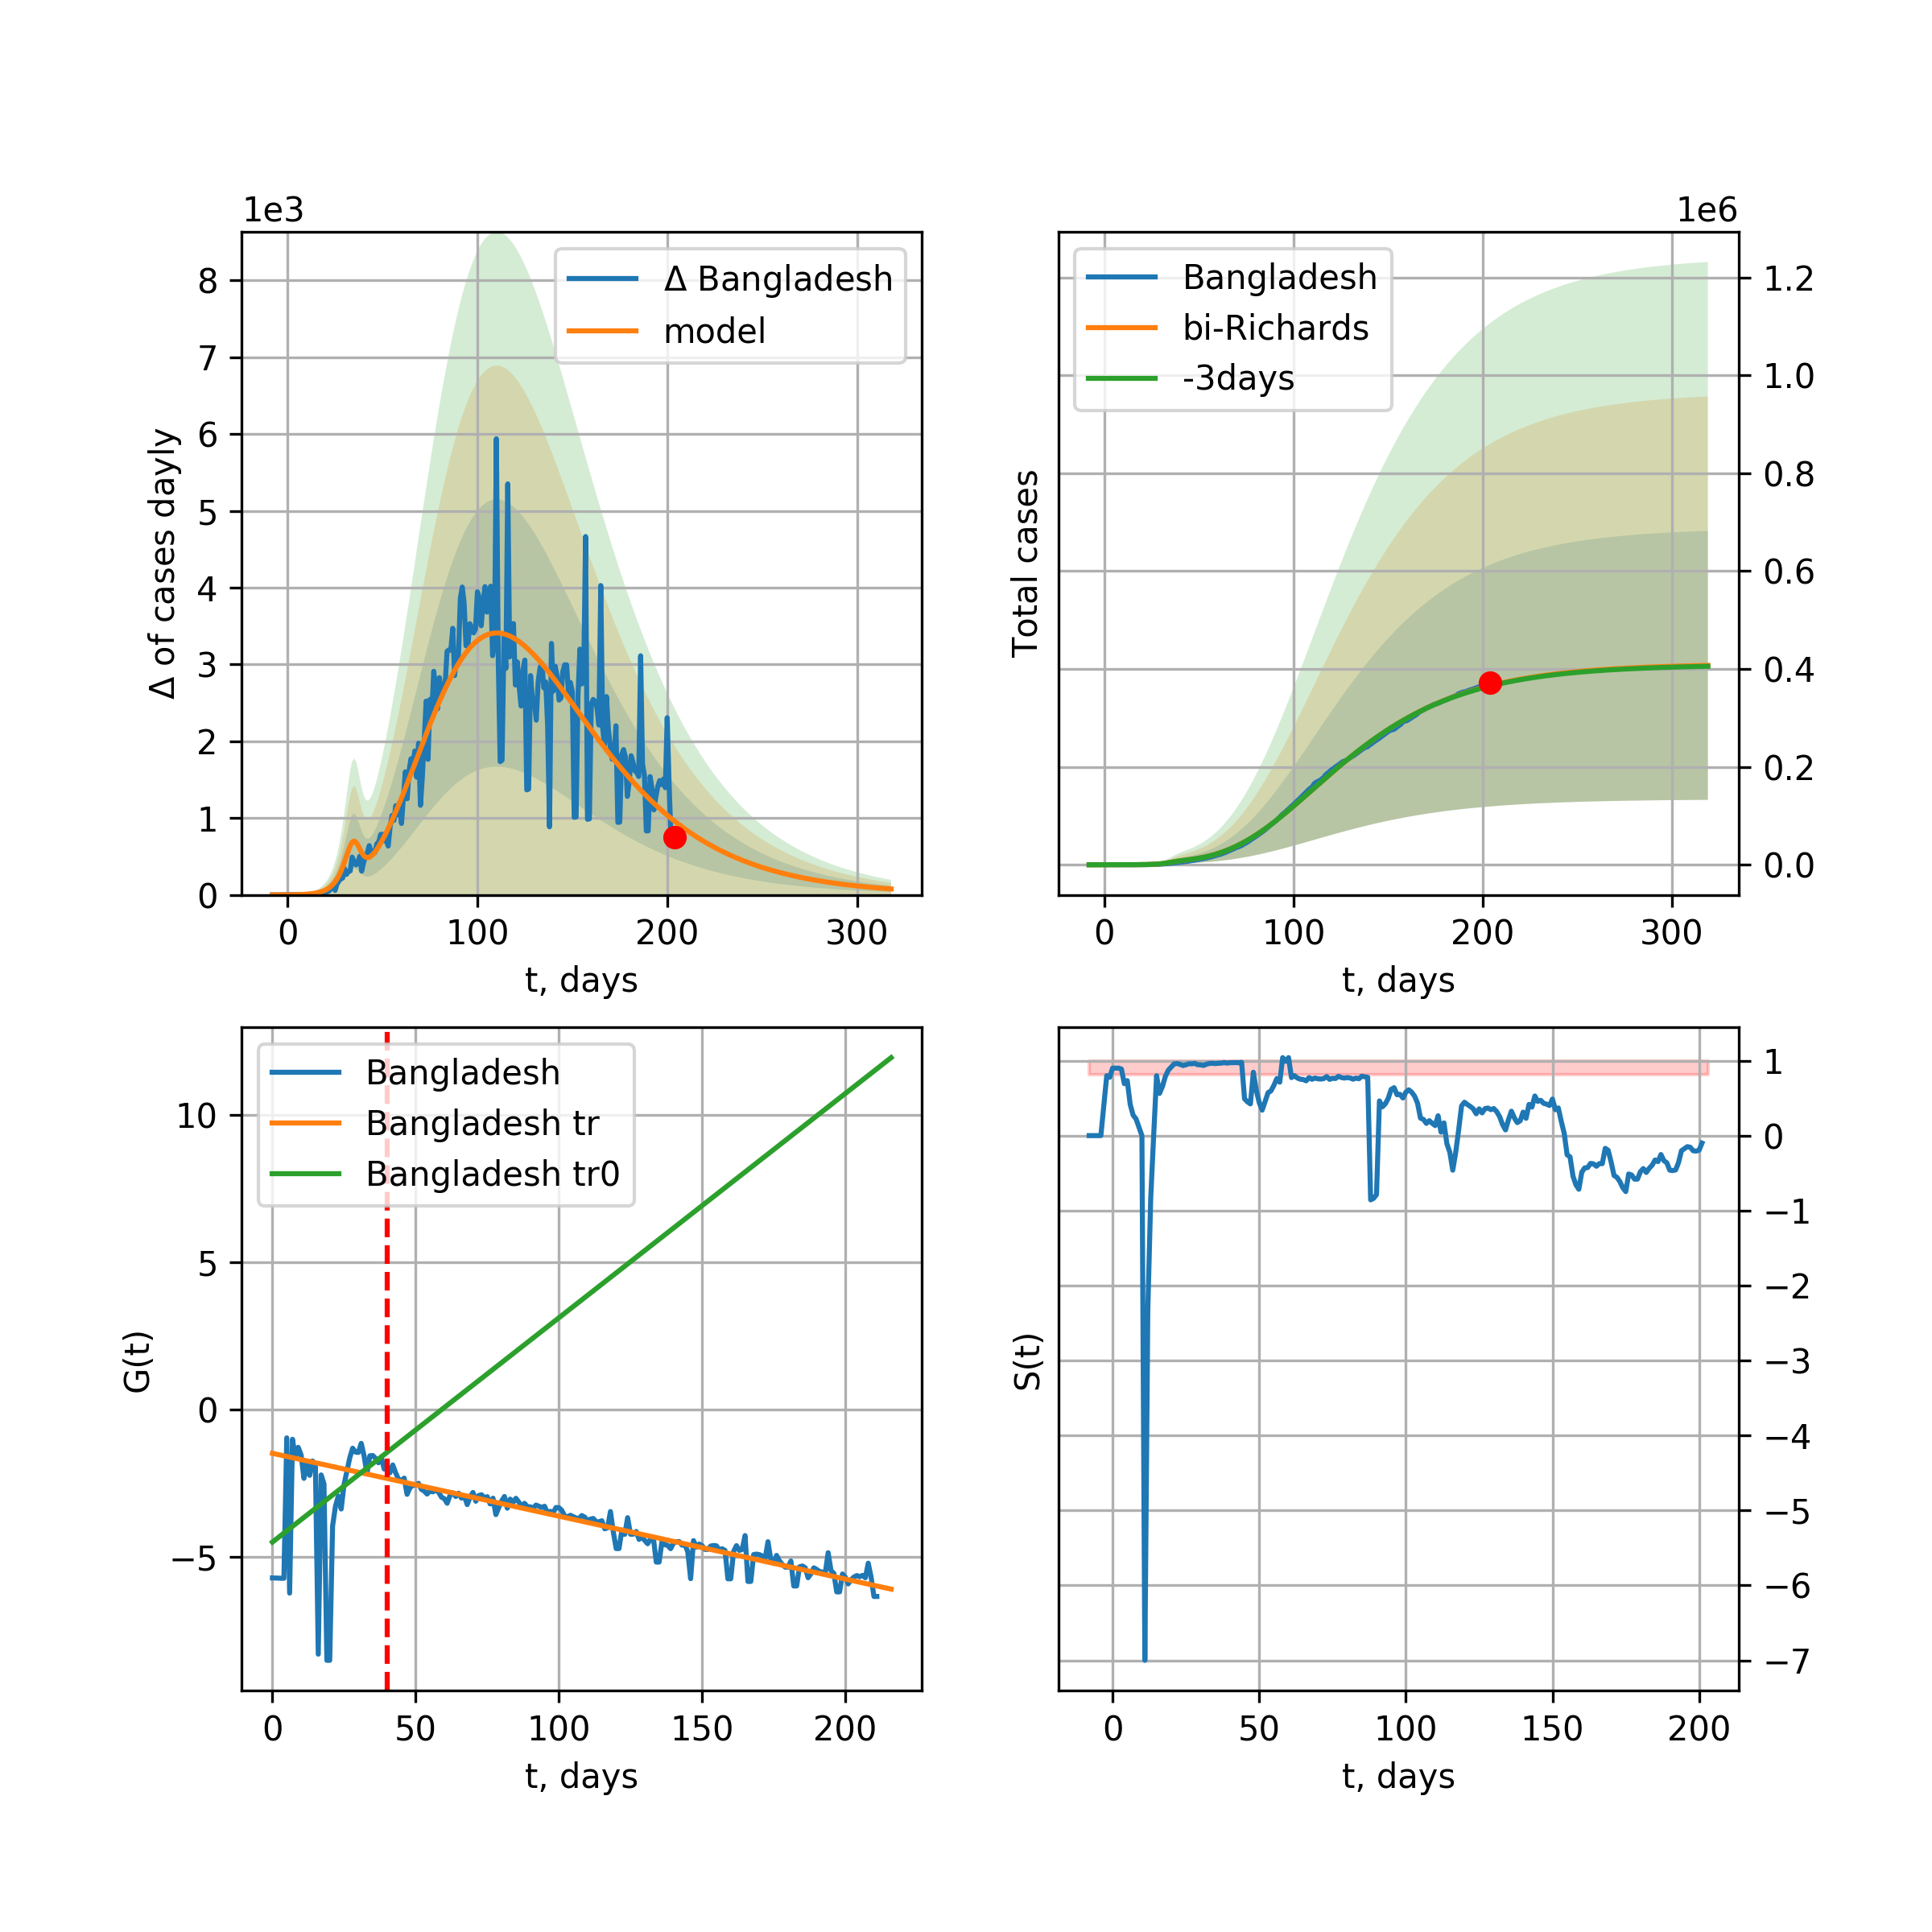 1e3
8
7
6
5
4
3
2
1
0
Δ of cases dayly
Δ Bangladesh
model
0 100 200 300
t, days
1e6
Total cases
Bangladesh
bi-Richards
-3days
1.2
1.0
0.8
0.6
0.4
0.2
0.0
0 100 200 300
t, days
10
5
0
−5
G(t)
Bangladesh
Bangladesh tr
Bangladesh tr0
0 50 100 150 200
t, days
S(t)
1
0
−1
−2
−3
−4
−5
−6
−7
0 50 100 150 200
t, days